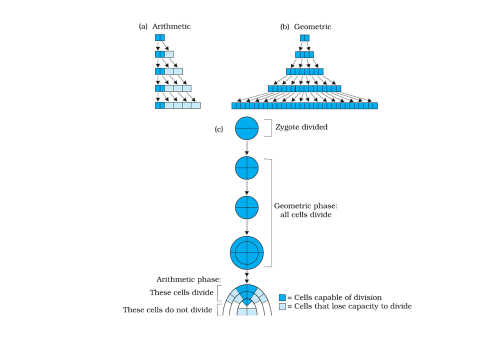 (a) Arithmetic
(b) Geometric
(c)
Zygote divided
Geometric phase:
all cells divide
Arithmetic phase:
These cells divide
These cells do not divide
= Cells capable of division
= Cells that lose capacity to divide